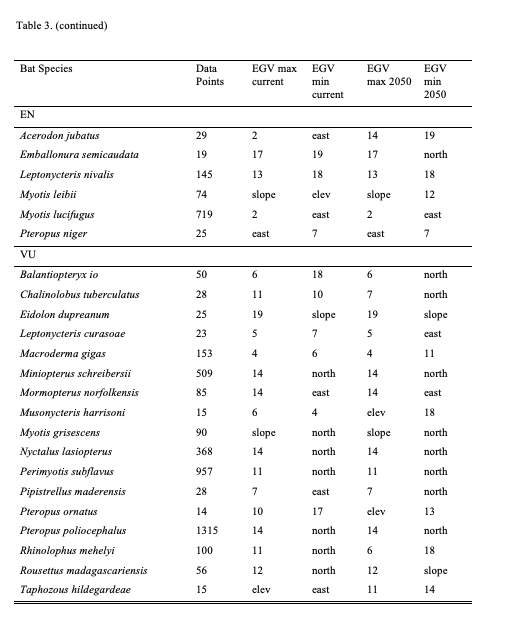 Table 3. (continued)
Bat Species Data Points EGV max current EGV min current EGV max 2050 EGV min 2050
EN
Acerodon jubatus 29 2 east 14 19
Emballonura semicaudata 19 17 19 17 north
Leptonycteris nivalis 145 13 18 13 18
Myotis leibii 74 slope elev slope 12
Myotis lucifugus 719 2 east 2 east
Pteropus niger 25 east 7 east 7
VU
Balantiopteryx io 50 6 18 6 north
Chalinolobus tuberculatus 28 11 10 7 north
Eidolon dupreanum 25 19 slope 19 slope
Leptonycteris curasoae 23 5 7 5 east
Macroderma gigas 153 4 6 4 11
Miniopterus schreibersii 509 14 north 14 north
Mormopterus norfolkensis 85 14 east 14 east
Musonycteris harrisoni 15 6 4 elev 18
Myotis grisescens 90 slope north slope north
Nyctalus lasiopterus 368 14 north 14 north
Perimyotis subflavus 957 11 north 11 north
Pipistrellus maderensis 28 7 east 7 north
Pteropus ornatus 14 10 17 elev 13
Pteropus poliocephalus 1315 14 north 14 north
Rhinolophus mehelyi 100 11 north 6 18
Rousettus madagascariensis 56 12 north 12 slope
Taphozous hildegardeae 15 elev east 11 14